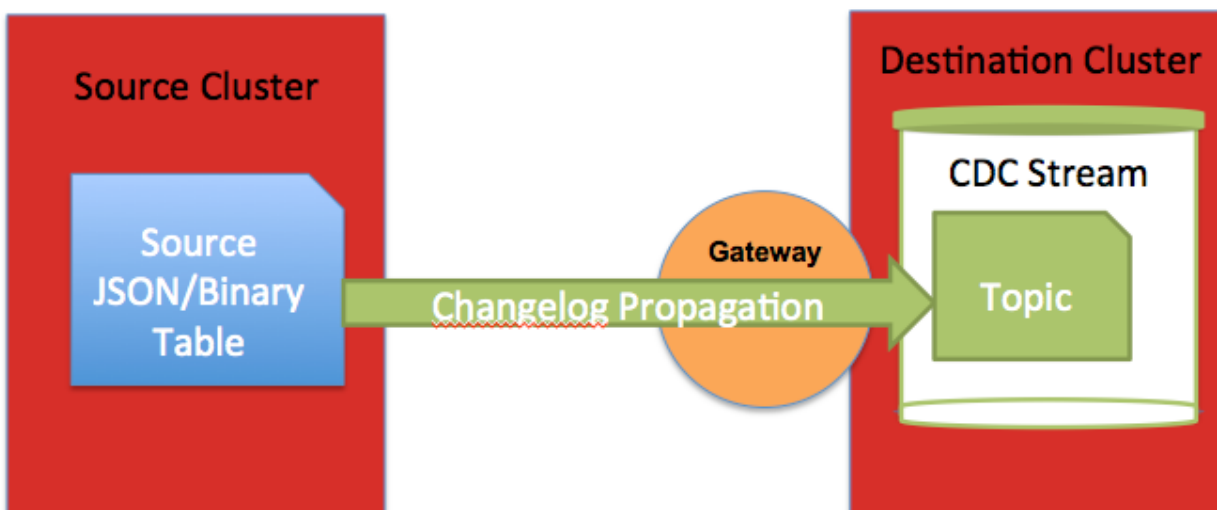 Source Cluster
Source
JSON/Binary
Table
Gateway
Changelog Propagation
Destination Cluster
CDC Stream
Topic